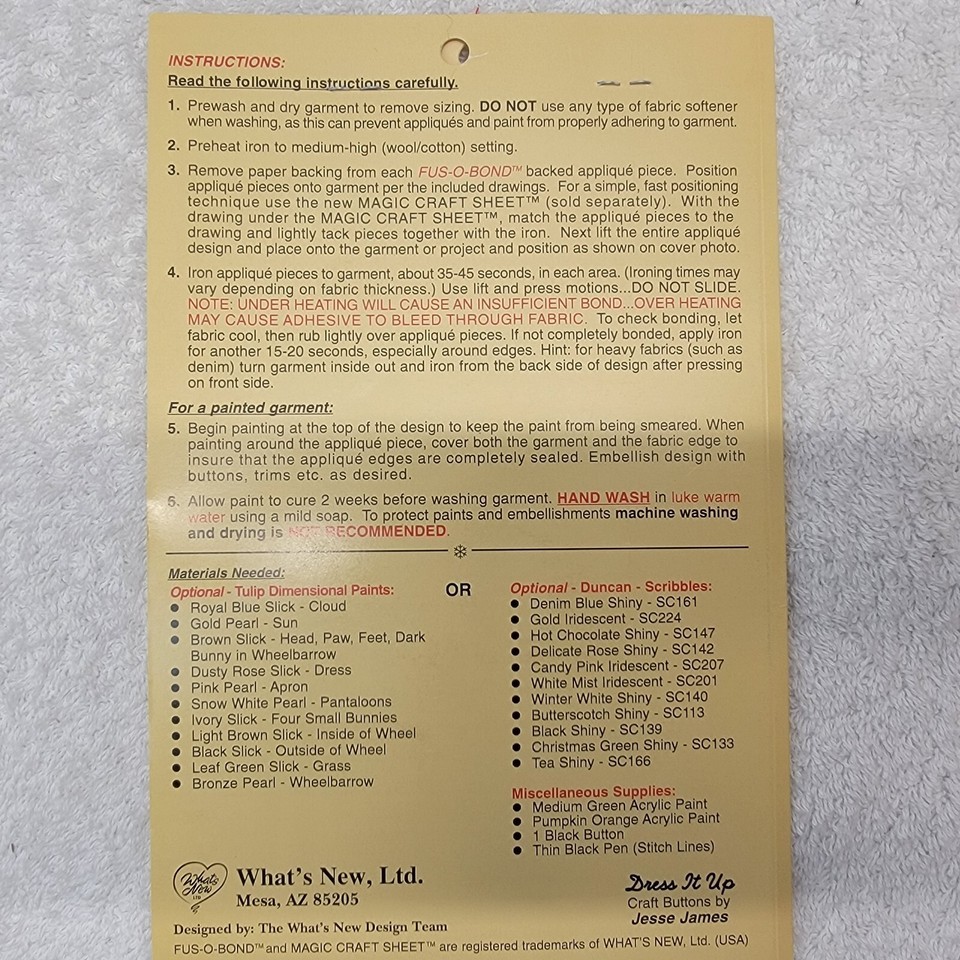 INSTRUCTIONS:
Read the following instructions carefully.
1. Prewash and dry garment to remove sizing. DO NOT use any type of fabric softener
when washing, as this can prevent appliqués and paint from properly adhering to garment.
2. Preheat iron to medium-high (wool/cotton) setting.
3. Remove paper backing from each FUS-O-BOND™ backed appliqué piece. Position
appliqué pieces onto garment per the included drawings. For a simple, fast positioning
technique use the new MAGIC CRAFT SHEET™ (sold separately). With the
drawing under the MAGIC CRAFT SHEET™, match the appliqué pieces to the
drawing and lightly tack pieces together with the iron. Next lift the entire appliqué
design and place onto the garment or project and position as shown on cover photo.
4. Iron appliqué pieces to garment, about 35-45 seconds, in each area. (Ironing times may
vary depending on fabric thickness.) Use lift and press motions...DO NOT SLIDE.
NOTE: UNDER HEATING WILL CAUSE AN INSUFFICIENT BOND...OVER HEATING
MAY CAUSE ADHESIVE TO BLEED THROUGH FABRIC. To check bonding, let
fabric cool, then rub lightly over appliqué pieces. If not completely bonded, apply iron
for another 15-20 seconds, especially around edges. Hint: for heavy fabrics (such as
denim) turn garment inside out and iron from the back side of design after pressing
on front side.
For a painted garment:
5. Begin painting at the top of the design to keep the paint from being smeared. When
painting around the appliqué piece, cover both the garment and the fabric edge to
insure that the appliqué edges are completely sealed. Embellish design with
buttons, trims etc. as desired.
6. Allow paint to cure 2 weeks before washing garment. HAND WASH in luke warm
water using a mild soap. To protect paints and embellishments machine washing
and drying is NOT RECOMMENDED.
Materials Needed:
Optional - Tulip Dimensional Paints:
Royal Blue Slick - Cloud
Gold Pearl - Sun
Brown Slick - Head, Paw, Feet, Dark
Bunny in Wheelbarrow
Dusty Rose Slick - Dress
Pink Pearl - Apron
Snow White Pearl - Pantaloons
Ivory Slick - Four Small Bunnies
Light Brown Slick - Inside of Wheel
Black Slick - Outside of Wheel
Leaf Green Slick - Grass
Bronze Pearl - Wheelbarrow
OR
Optional - Duncan - Scribbles:
Denim Blue Shiny - SC161
Gold Iridescent - SC224
Hot Chocolate Shiny - SC147
Delicate Rose Shiny - SC142
Candy Pink Iridescent - SC207
White Mist Iridescent - SC201
Winter White Shiny - SC140
Butterscotch Shiny - SC113
Black Shiny - SC139
Christmas Green Shiny - SC133
Tea Shiny - SC166
Miscellaneous Supplies:
Medium Green Acrylic Paint
Pumpkin Orange Acrylic Paint
1 Black Button
Thin Black Pen (Stitch Lines)
What's
New
LTD
What's New, Ltd.
Mesa, AZ 85205
Dress It Up
Craft Buttons by
Jesse James
Designed by: The What's New Design Team
FUS-O-BOND™ and MAGIC CRAFT SHEET™ are registered trademarks of WHAT'S NEW, Ltd. (USA)